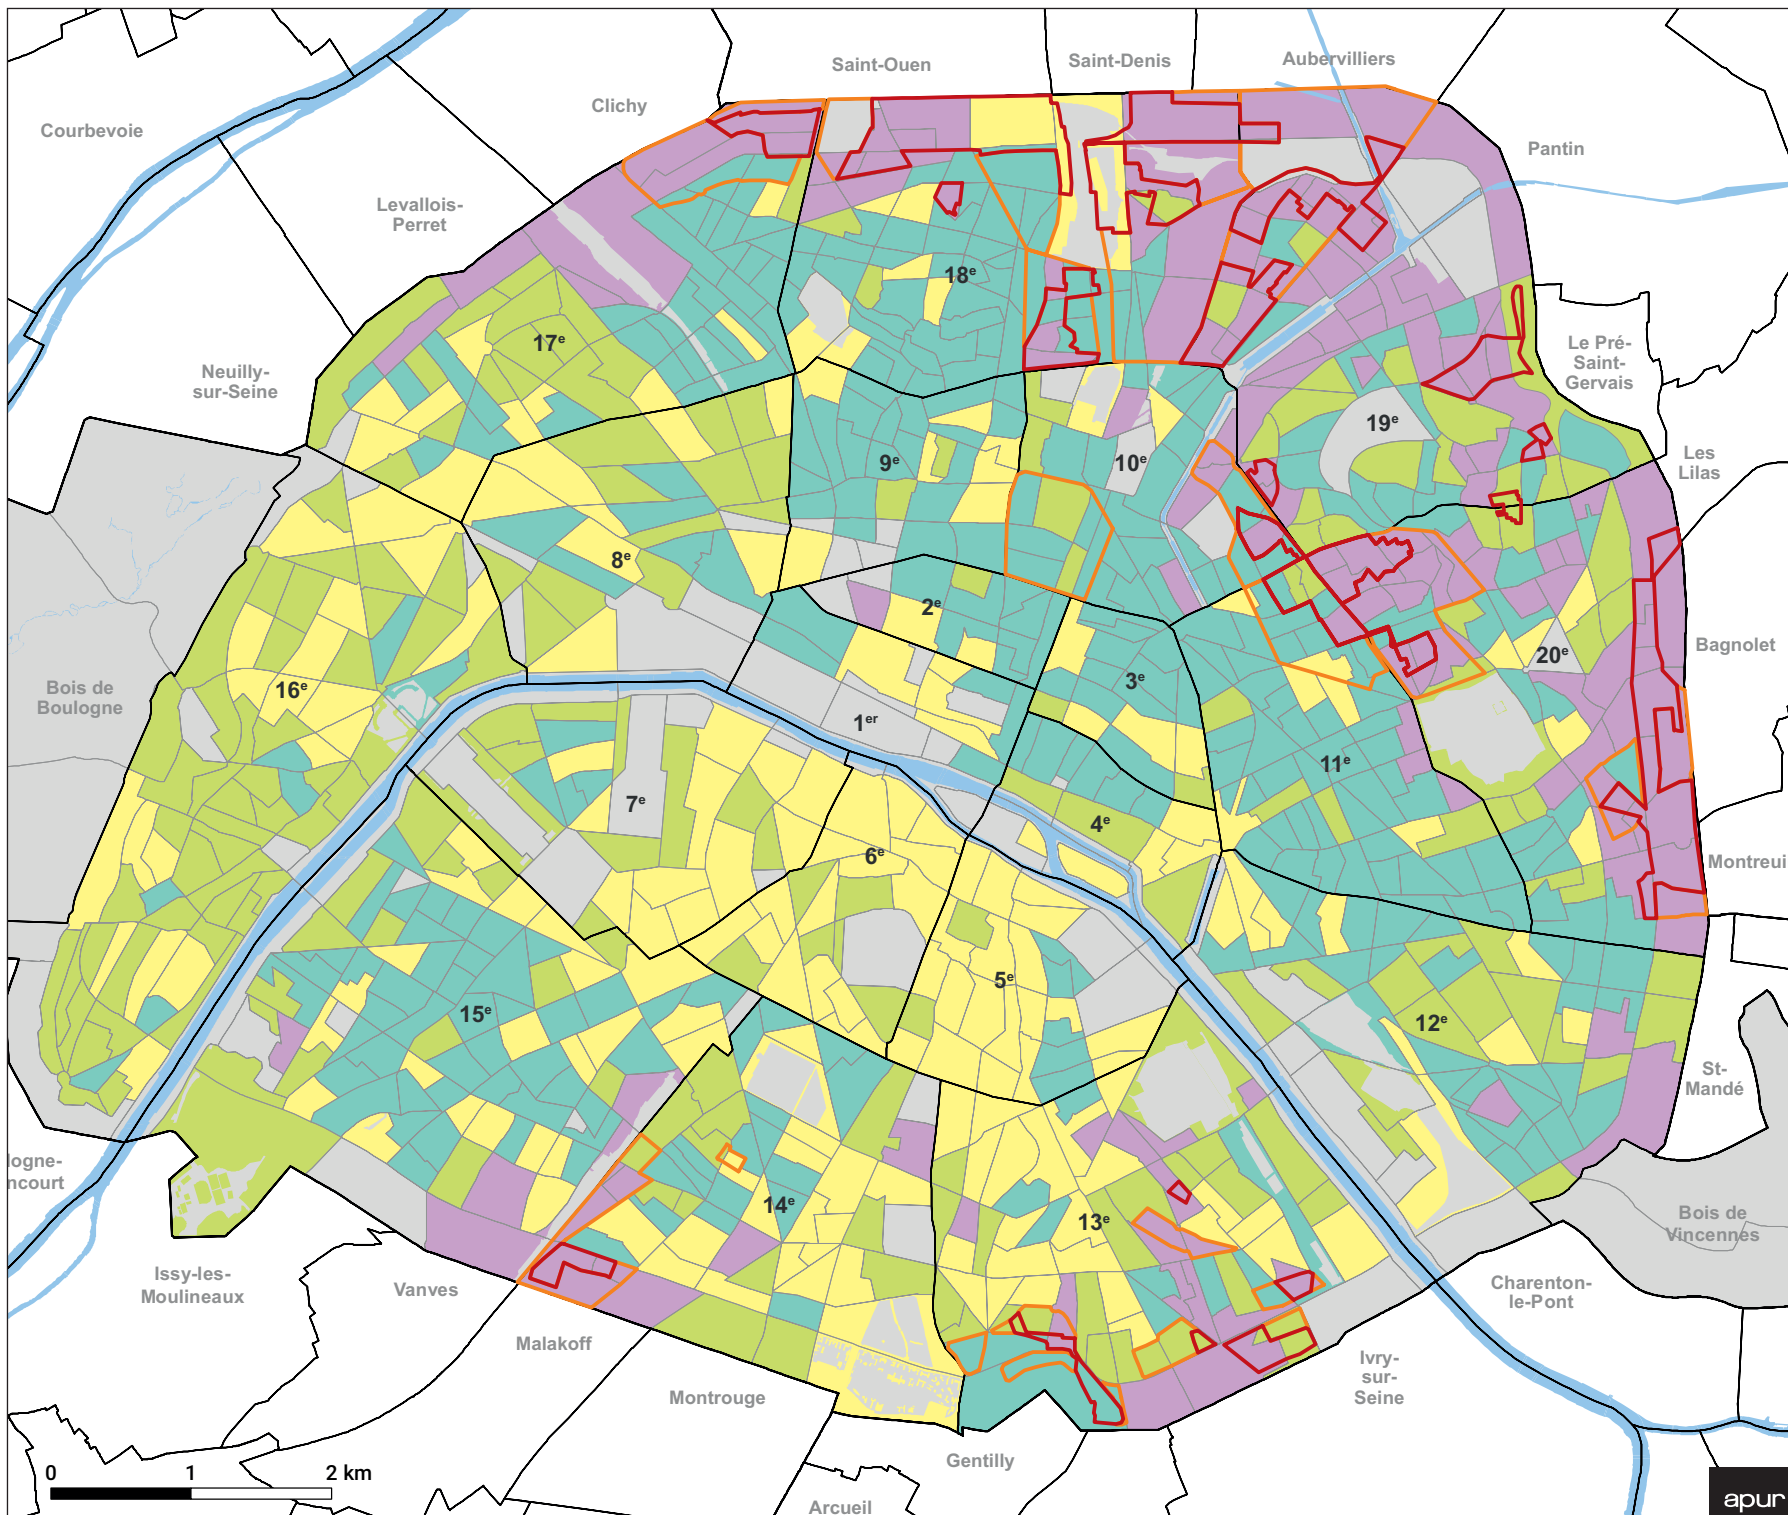 Saint-Ouen
Saint-Denis
Aubervilliers
Clichy
Courbevoie
Pantin
Levallois-
Perret
18e
17e
Neuilly-
sur-Seine
Le Pré-
Saint-
Gervais
19e
9e
10e
Les
Lilas
8e
2e
20e
Bagnolet
3e
16e
Bois de
Boulogne
1er
11e
7e
4e
6e
Montreui
5e
15e
12e
St-
Mandé
logne-
ncourt
14e
13e
Bois de
Vincennes
Issy-les-
Moulineaux
Vanves
Charenton-
le-Pont
Malakoff
Ivry-
sur-
Seine
Montrouge
Gentilly
0 1 2 km
Arcueil
apur